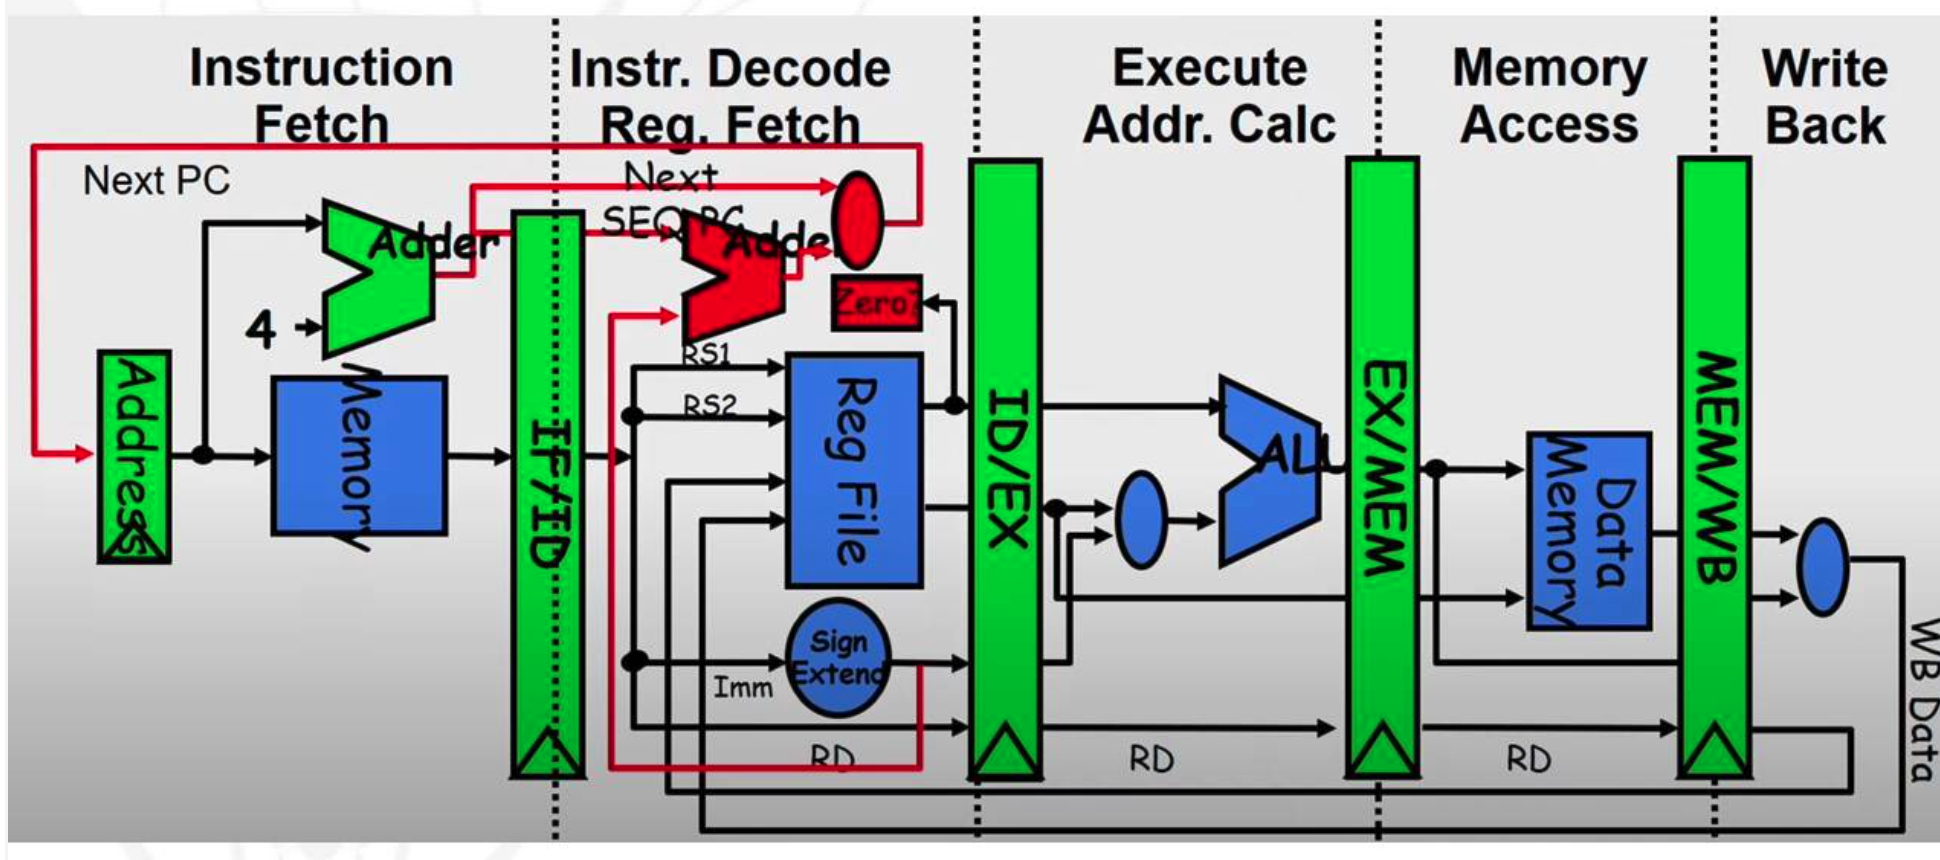 Instruction
Fetch
Instr. Decode
Reg. Fetch
Execute
Addr. Calc
Memory
Access
Write
Back
Next PC
Next
SEQ PC
Adder
Adder
4
Zero?
Address
Memory
IF/ID
RS1
RS2
Reg File
ID/EX
ALU
EX/MEM
Data
Memory
MEM/WB
Sign
Extend
Imm
RD
RD
RD
WB Data